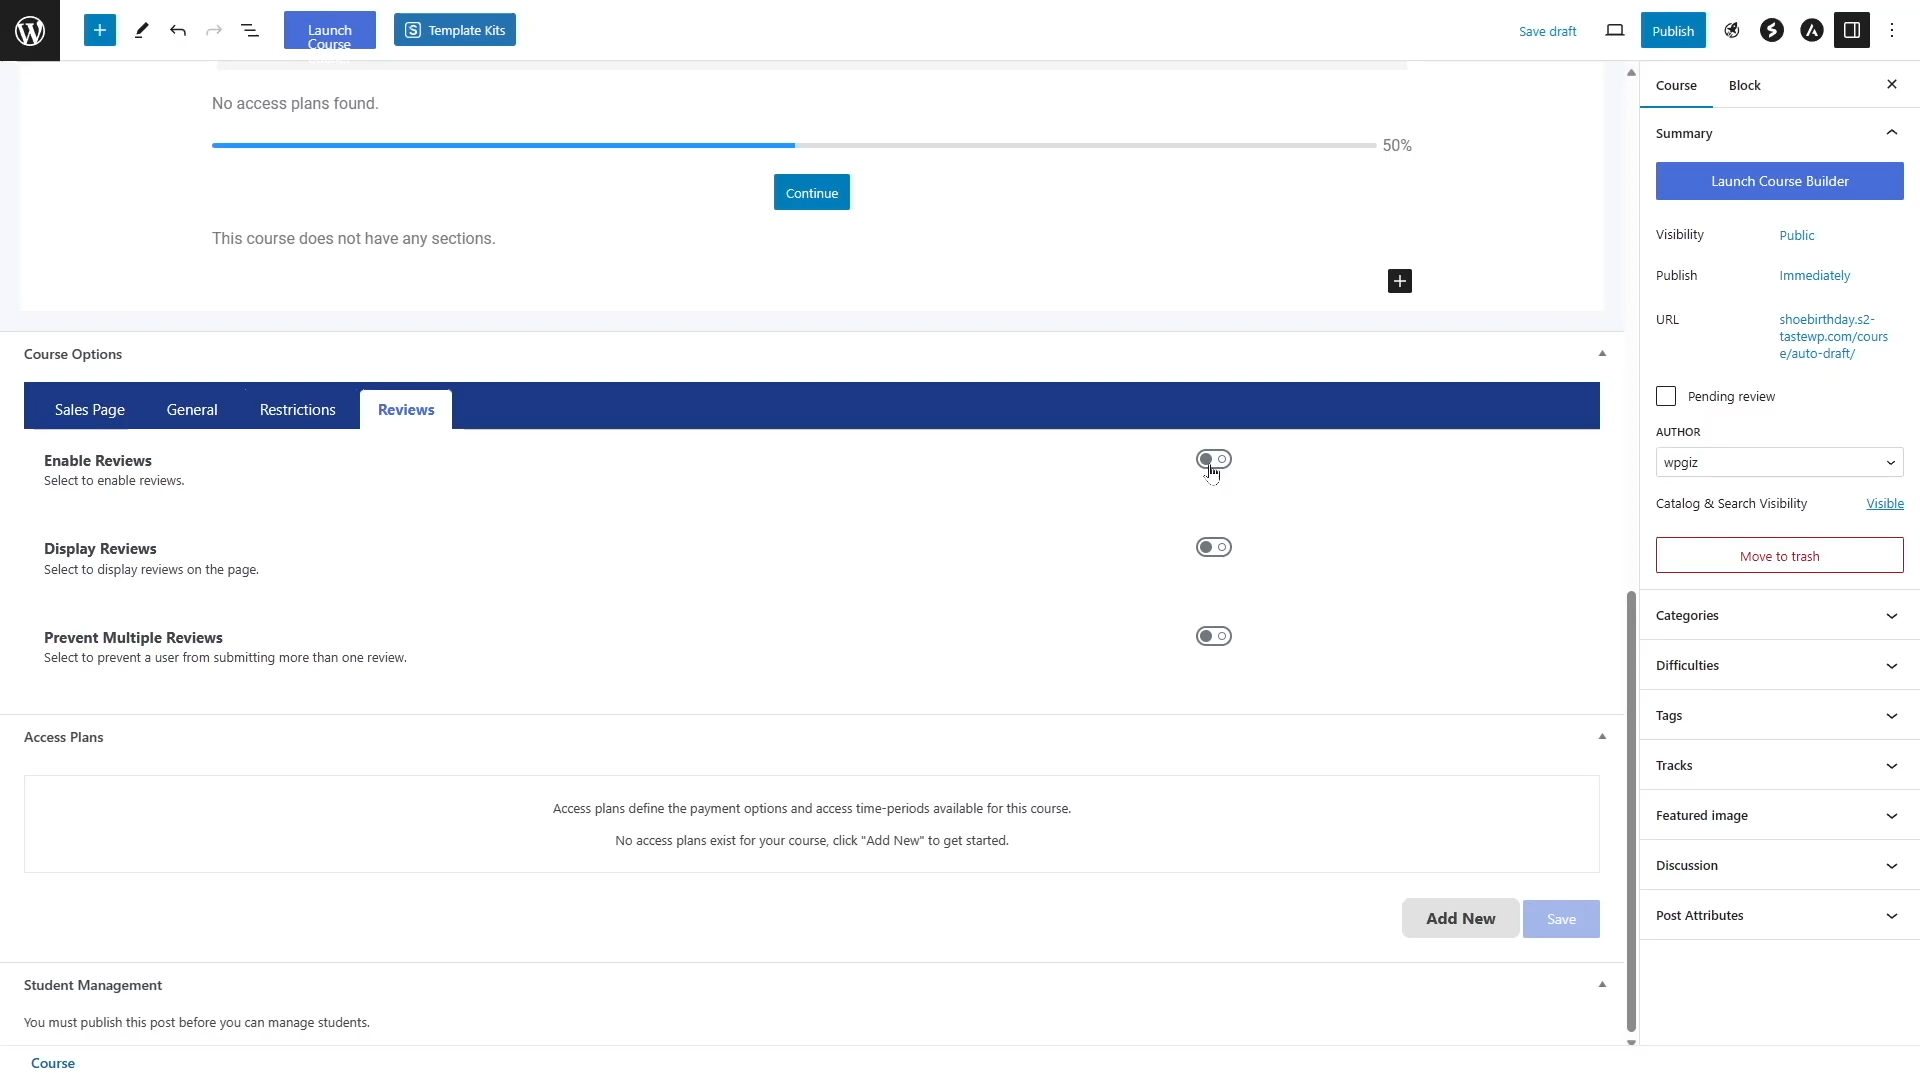 Launch
Course
Template Kits
Save draft
Publish
No access plans found.
50%
Continue
This course does not have any sections.
Course Options
Sales Page
General
Restrictions
Reviews
Enable Reviews
Select to enable reviews.
Display Reviews
Select to display reviews on the page.
Prevent Multiple Reviews
Select to prevent a user from submitting more than one review.
Access Plans
Access plans define the payment options and access time-periods available for this course.
No access plans exist for your course, click "Add New" to get started.
Add New
Save
Student Management
You must publish this post before you can manage students.
Course
Course
Block
Summary
Launch Course Builder
Visibility
Public
Publish
Immediately
URL
shoebirthday.s2-
tastewp.com/cours
e/auto-draft/
Pending review
AUTHOR
wpgiz
Catalog & Search Visibility
Visible
Move to trash
Categories
Difficulties
Tags
Tracks
Featured image
Discussion
Post Attributes